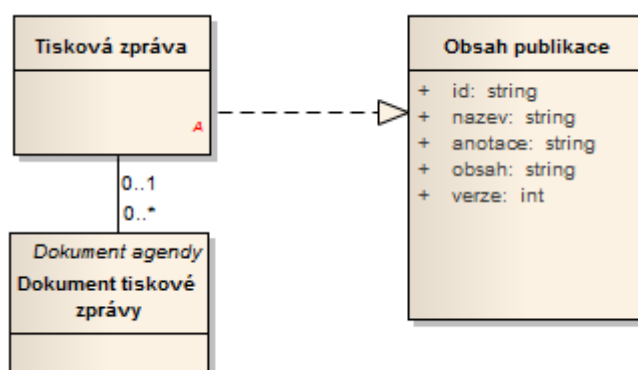 Tisková zpráva
A
0..1
0..*
Dokument agendy
Dokument tiskové
zprávy
Obsah publikace
+ id: string
+ nazev: string
+ anotace: string
+ obsah: string
+ verze: int